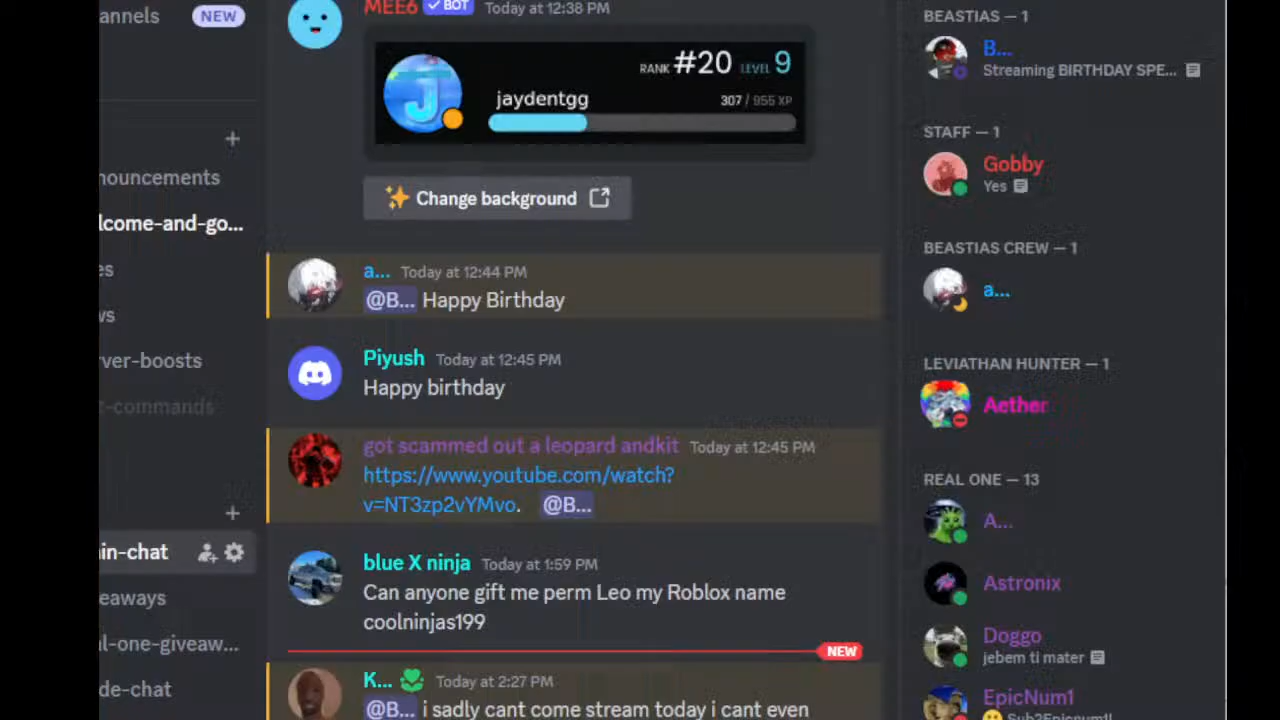 annels
NEW
nouncements
lcome-and-go...
es
ws
rver-boosts
t-commands
in-chat
eaways
al-one-giveaw...
de-chat
MEE6 BOT Today at 12:38 PM
J
RANK #20 LEVEL 9
jaydentgg
307 / 955 XP
Change background
a... Today at 12:44 PM
@B... Happy Birthday
Piyush Today at 12:45 PM
Happy birthday
got scammed out a leopard andkit Today at 12:45 PM
https://www.youtube.com/watch?
v=NT3zp2vYMvo. @B...
blue X ninja Today at 1:59 PM
Can anyone gift me perm Leo my Roblox name
coolninjas199
NEW
K... Today at 2:27 PM
@B... i sadly cant come stream today i cant even
BEASTIAS — 1
B...
Streaming BIRTHDAY SPE...
STAFF — 1
Gobby
Yes
BEASTIAS CREW — 1
a...
LEVIATHAN HUNTER — 1
Aether
REAL ONE — 13
A...
Astronix
Doggo
jebem ti mater
EpicNum1